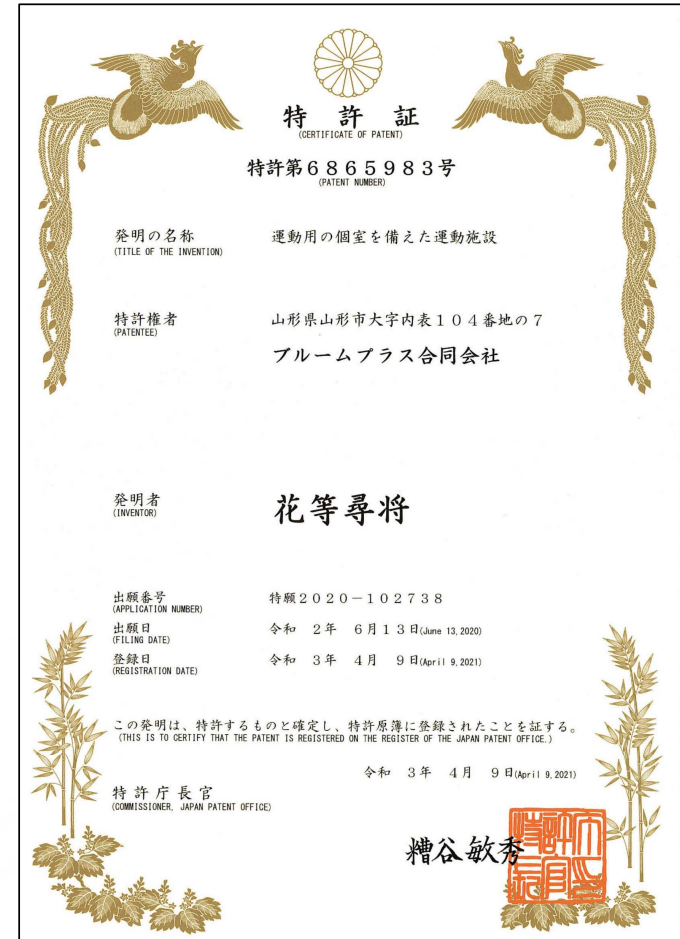 特許証
(CERTIFICATE OF PATENT)
特許第6865983号
(PATENT NUMBER)
発明の名称 運動用の個室を備えた運動施設
(TITLE OF THE INVENTION)
特許権者 山形県山形市大字内表104番地の7
(PATENTEE)
ブルームプラス合同会社
発明者 花等尋将
(INVENTOR)
出願番号 特願2020-102738
(APPLICATION NUMBER)
出願日 令和 2年 6月13日(June 13,2020)
(FILING DATE)
登録日 令和 3年 4月 9日(April 9,2021)
(REGISTRATION DATE)
この発明は、特許するものと確定し、特許原簿に登録されたことを証する。
(THIS IS TO CERTIFY THAT THE PATENT IS REGISTERED ON THE REGISTER OF THE JAPAN PATENT OFFICE.)
令和 3年 4月 9日(April 9,2021)
特許庁長官
(COMMISSIONER, JAPAN PATENT OFFICE)
糟谷敏秀